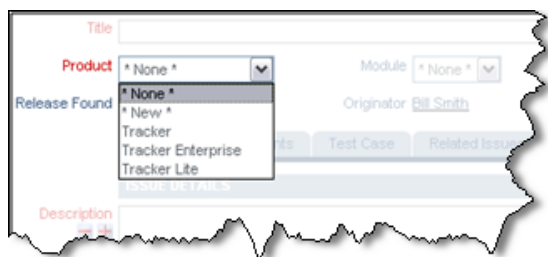 Title
Product * None * Module * None *
* None *
Release Found Originator Bill Smith
* New *
Tracker
Tracker Enterprise Test Case Related Issue
Tracker Lite
ISSUE DETAILS
Description